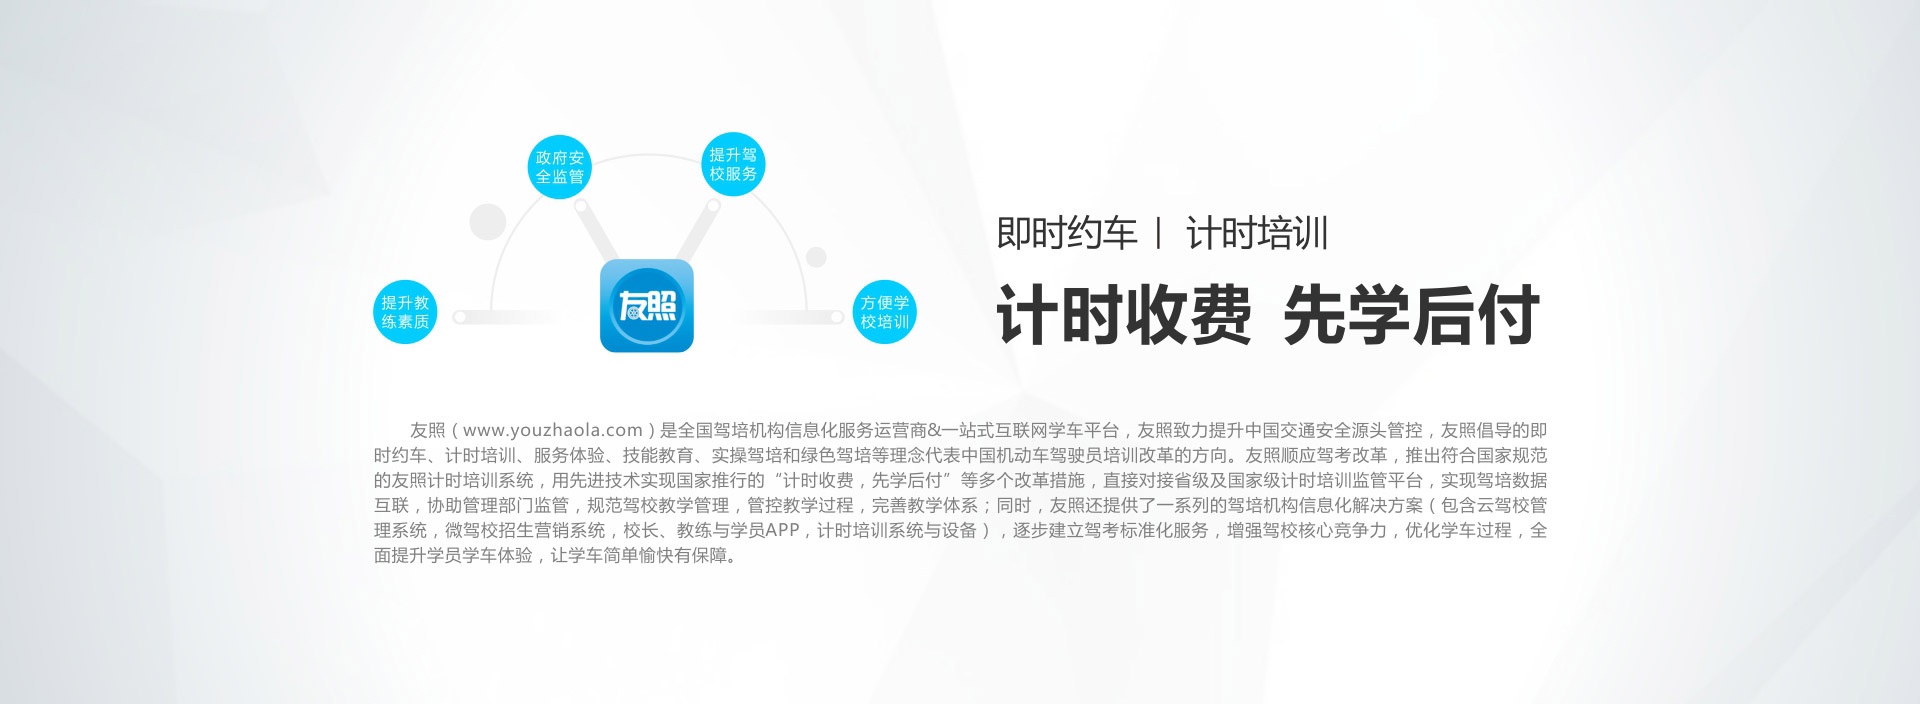 政府安
全监管
提升驾
校服务
提升教
练素质
友照
方便学
校培训
即时约车 | 计时培训
计时收费 先学后付
友照（www.youzhaola.com）是全国驾培机构信息化服务运营商&一站式互联网学车平台，友照致力提升中国交通安全源头管控，友照倡导的即
时约车、计时培训、服务体验、技能教育、实操驾培和绿色驾培等理念代表中国机动车驾驶员培训改革的方向。友照顺应驾考改革，推出符合国家规范
的友照计时培训系统，用先进技术实现国家推行的“计时收费，先学后付”等多个改革措施，直接对接省级及国家级计时培训监管平台，实现驾培数据
互联，协助管理部门监管，规范驾校教学管理，管控教学过程，完善教学体系；同时，友照还提供了一系列的驾培机构信息化解决方案（包含云驾校管
理系统，微驾校招生营销系统，校长、教练与学员APP，计时培训系统与设备），逐步建立驾考标准化服务，增强驾校核心竞争力，优化学车过程，全
面提升学员学车体验，让学车简单愉快有保障。